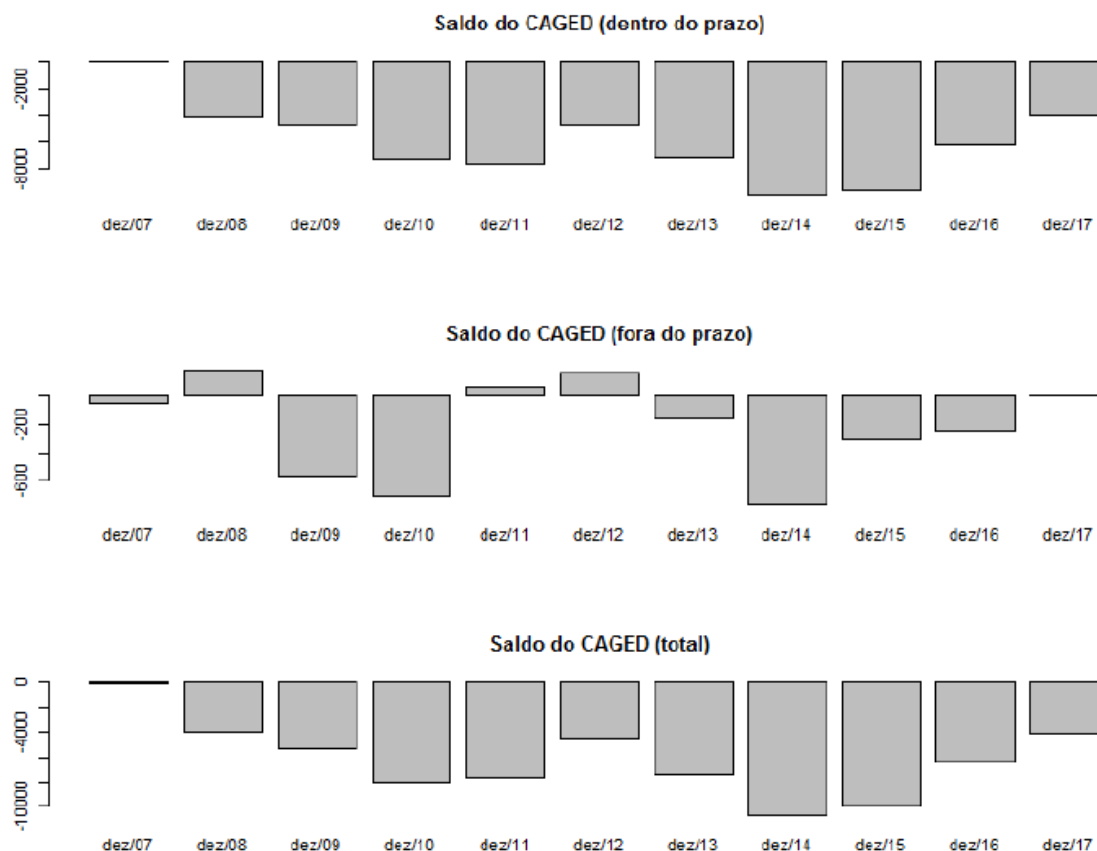 Saldo do CAGED (dentro do prazo)
-2000
-8000
dez/07 dez/08 dez/09 dez/10 dez/11 dez/12 dez/13 dez/14 dez/15 dez/16 dez/17
Saldo do CAGED (fora do prazo)
-200
-600
dez/07 dez/08 dez/09 dez/10 dez/11 dez/12 dez/13 dez/14 dez/15 dez/16 dez/17
Saldo do CAGED (total)
0
-4000
-10000
dez/07 dez/08 dez/09 dez/10 dez/11 dez/12 dez/13 dez/14 dez/15 dez/16 dez/17